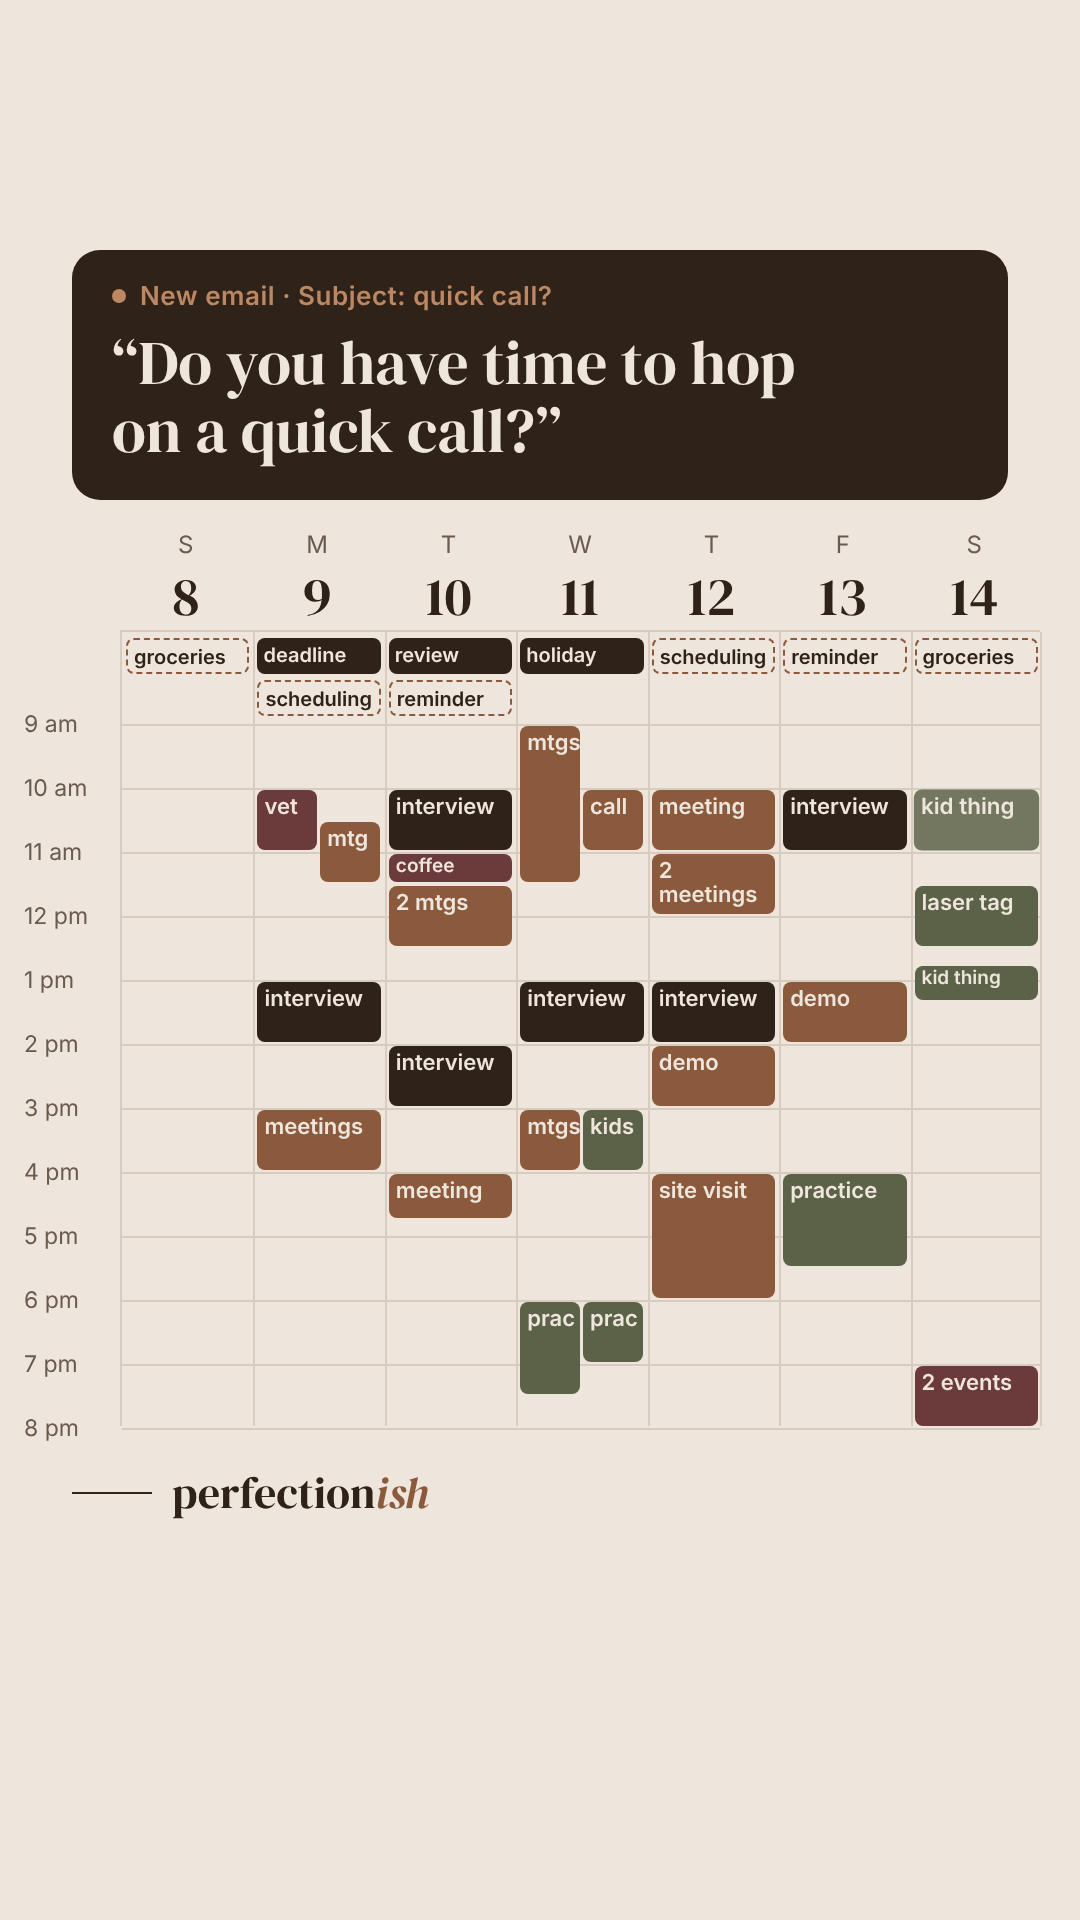 New email · Subject: quick call?
“Do you have time to hop
on a quick call?”
S M T W T F S
8 9 10 11 12 13 14
groceries deadline review holiday scheduling reminder groceries
scheduling reminder
9 am
mtgs
10 am
vet interview call meeting interview kid thing
mtg
11 am
coffee 2
meetings
2 mtgs laser tag
12 pm
kid thing
1 pm
interview interview interview demo
2 pm
interview demo
3 pm
meetings mtgs kids
4 pm
meeting site visit practice
5 pm
6 pm
prac prac
7 pm
2 events
8 pm
perfectionish